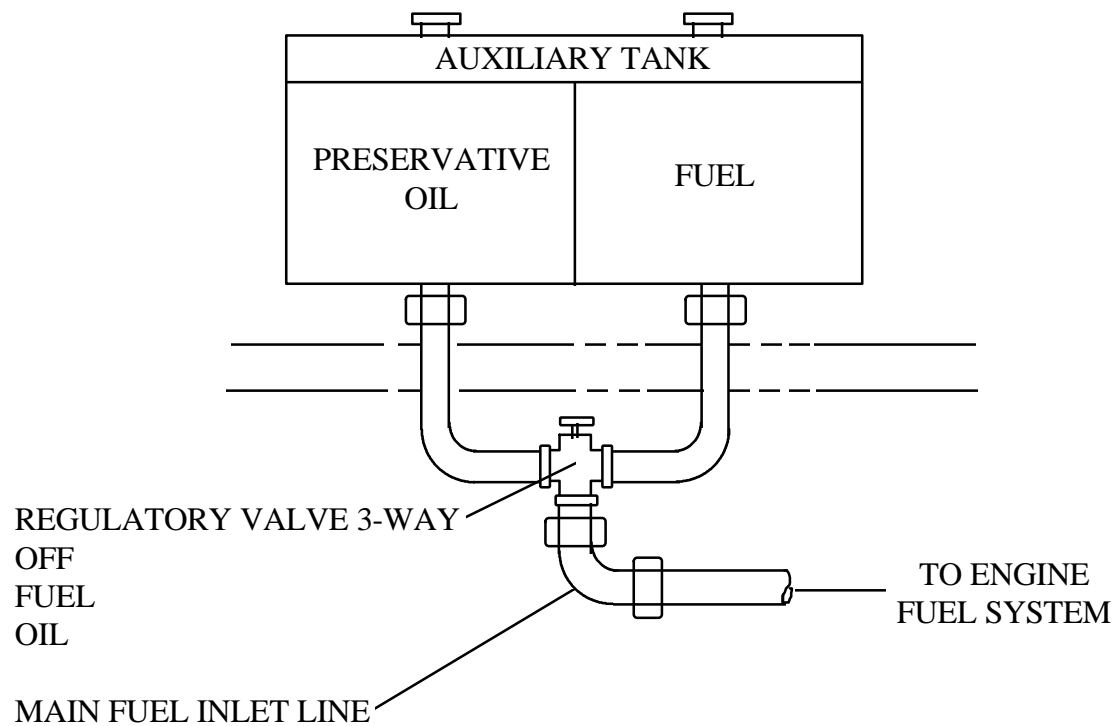 AUXILIARY TANK
PRESERVATIVE
OIL
FUEL
REGULATORY VALVE 3-WAY
OFF
FUEL
OIL
TO ENGINE
FUEL SYSTEM
MAIN FUEL INLET LINE